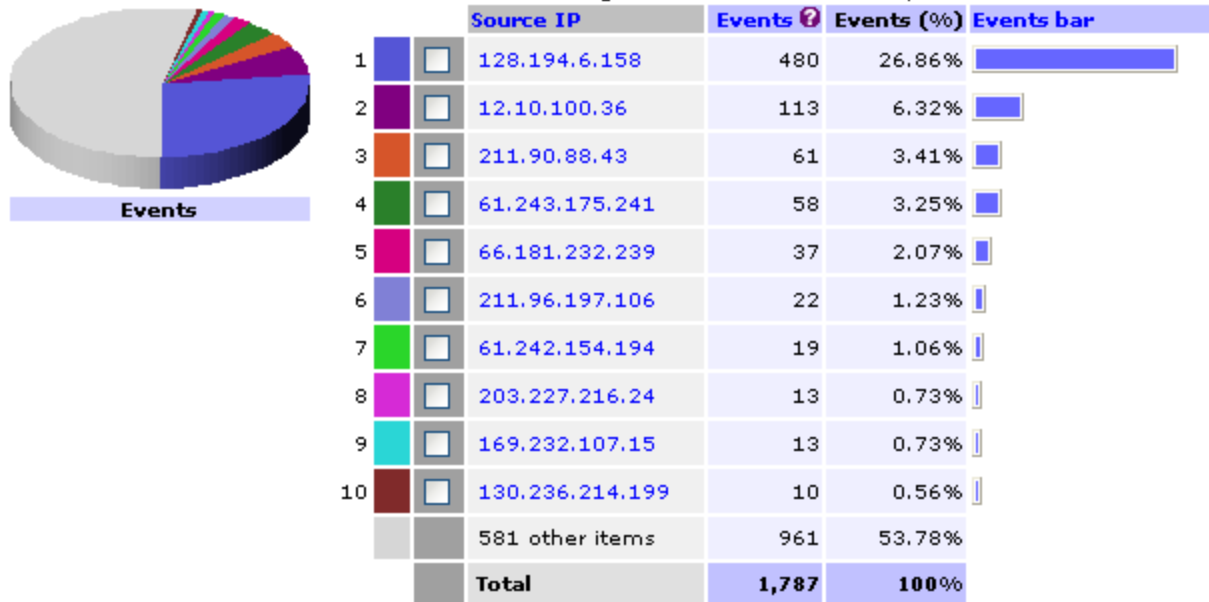 Source IP Events ? Events (%) Events bar
1 128.194.6.158 480 26.86%
2 12.10.100.36 113 6.32%
3 211.90.88.43 61 3.41%
4 61.243.175.241 58 3.25%
5 66.181.232.239 37 2.07%
6 211.96.197.106 22 1.23%
7 61.242.154.194 19 1.06%
8 203.227.216.24 13 0.73%
9 169.232.107.15 13 0.73%
10 130.236.214.199 10 0.56%
581 other items 961 53.78%
Total 1,787 100%
Events